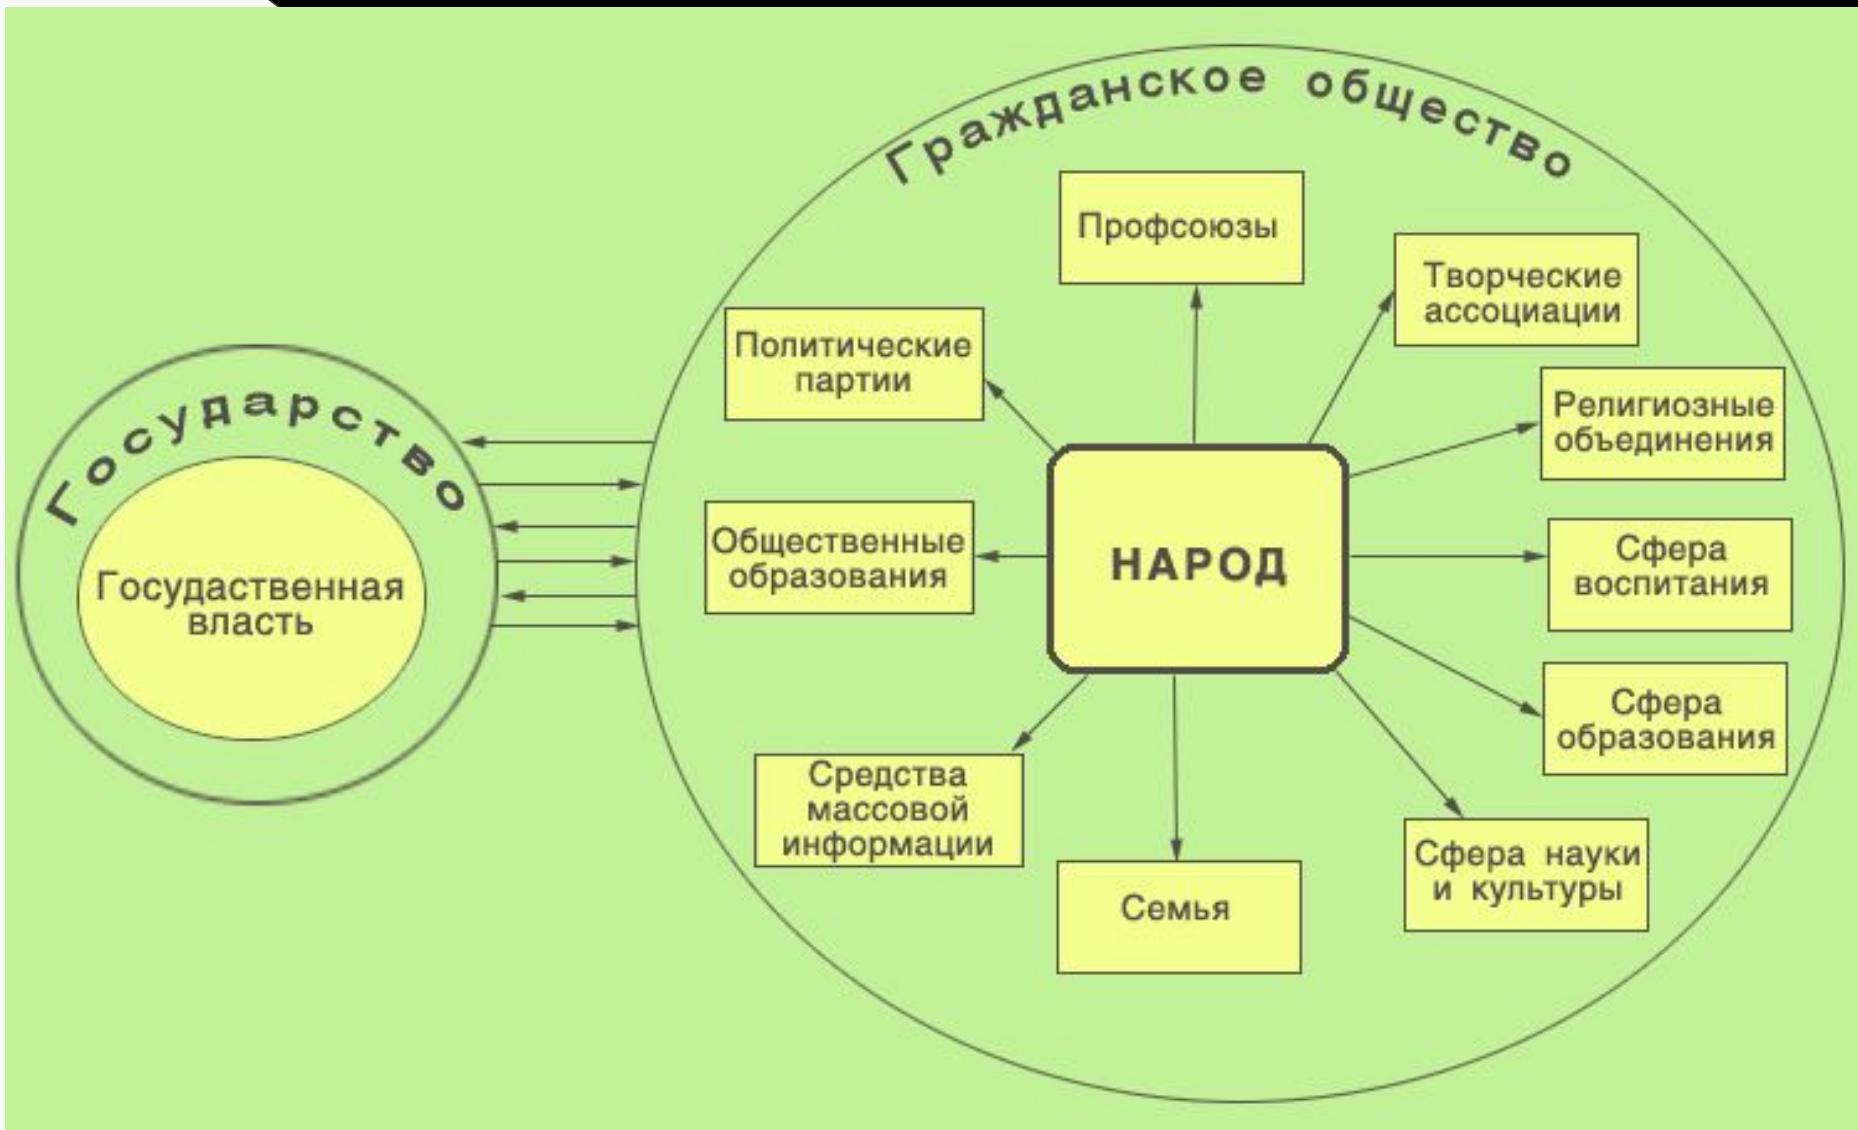 Гражданское общество
Профсоюзы
Творческие
ассоциации
Политические
партии
Религиозные
объединения
Государство
Государственная
власть
Общественные
образования
НАРОД
Сфера
воспитания
Сфера
образования
Средства
массовой
информации
Семья
Сфера науки
и культуры